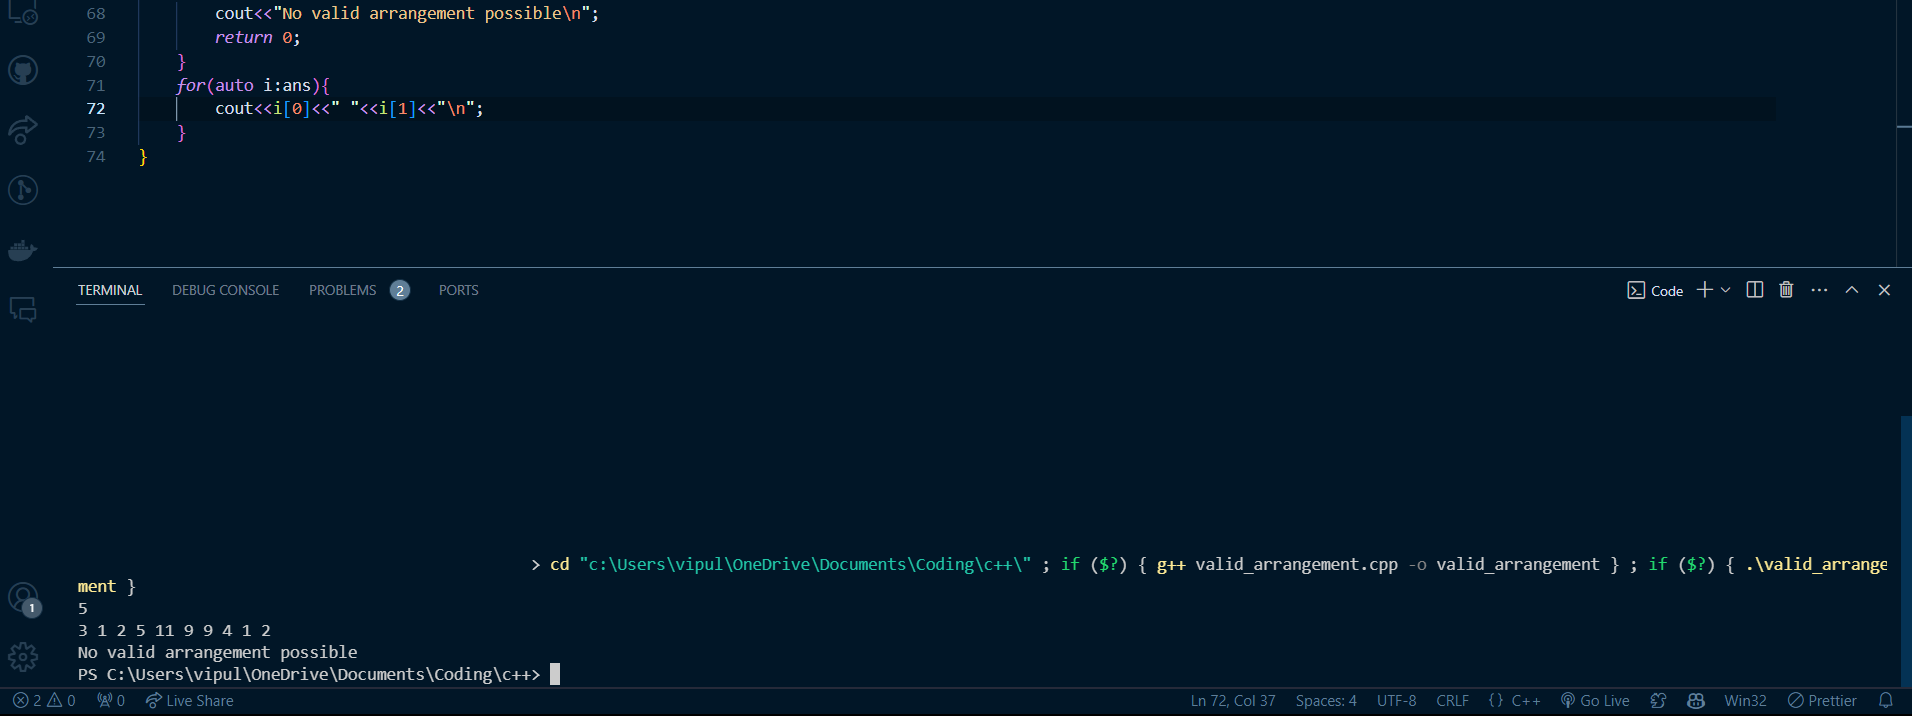 68 cout<<"No valid arrangement possible\n";
69 return 0;
70 }
71 for(auto i:ans){
72 cout<<i[0]<<" "<<i[1]<<"\n";
73 }
74 }
TERMINAL DEBUG CONSOLE PROBLEMS 2 PORTS Code
> cd "c:\Users\vipul\OneDrive\Documents\Coding\c++\" ; if ($?) { g++ valid_arrangement.cpp -o valid_arrangement } ; if ($?) { .\valid_arrange
ment }
5
3 1 2 5 11 9 9 4 1 2
No valid arrangement possible
PS C:\Users\vipul\OneDrive\Documents\Coding\c++>
1
2 0 0 Live Share Ln 72, Col 37 Spaces: 4 UTF-8 CRLF {} C++ Go Live Win32 Prettier